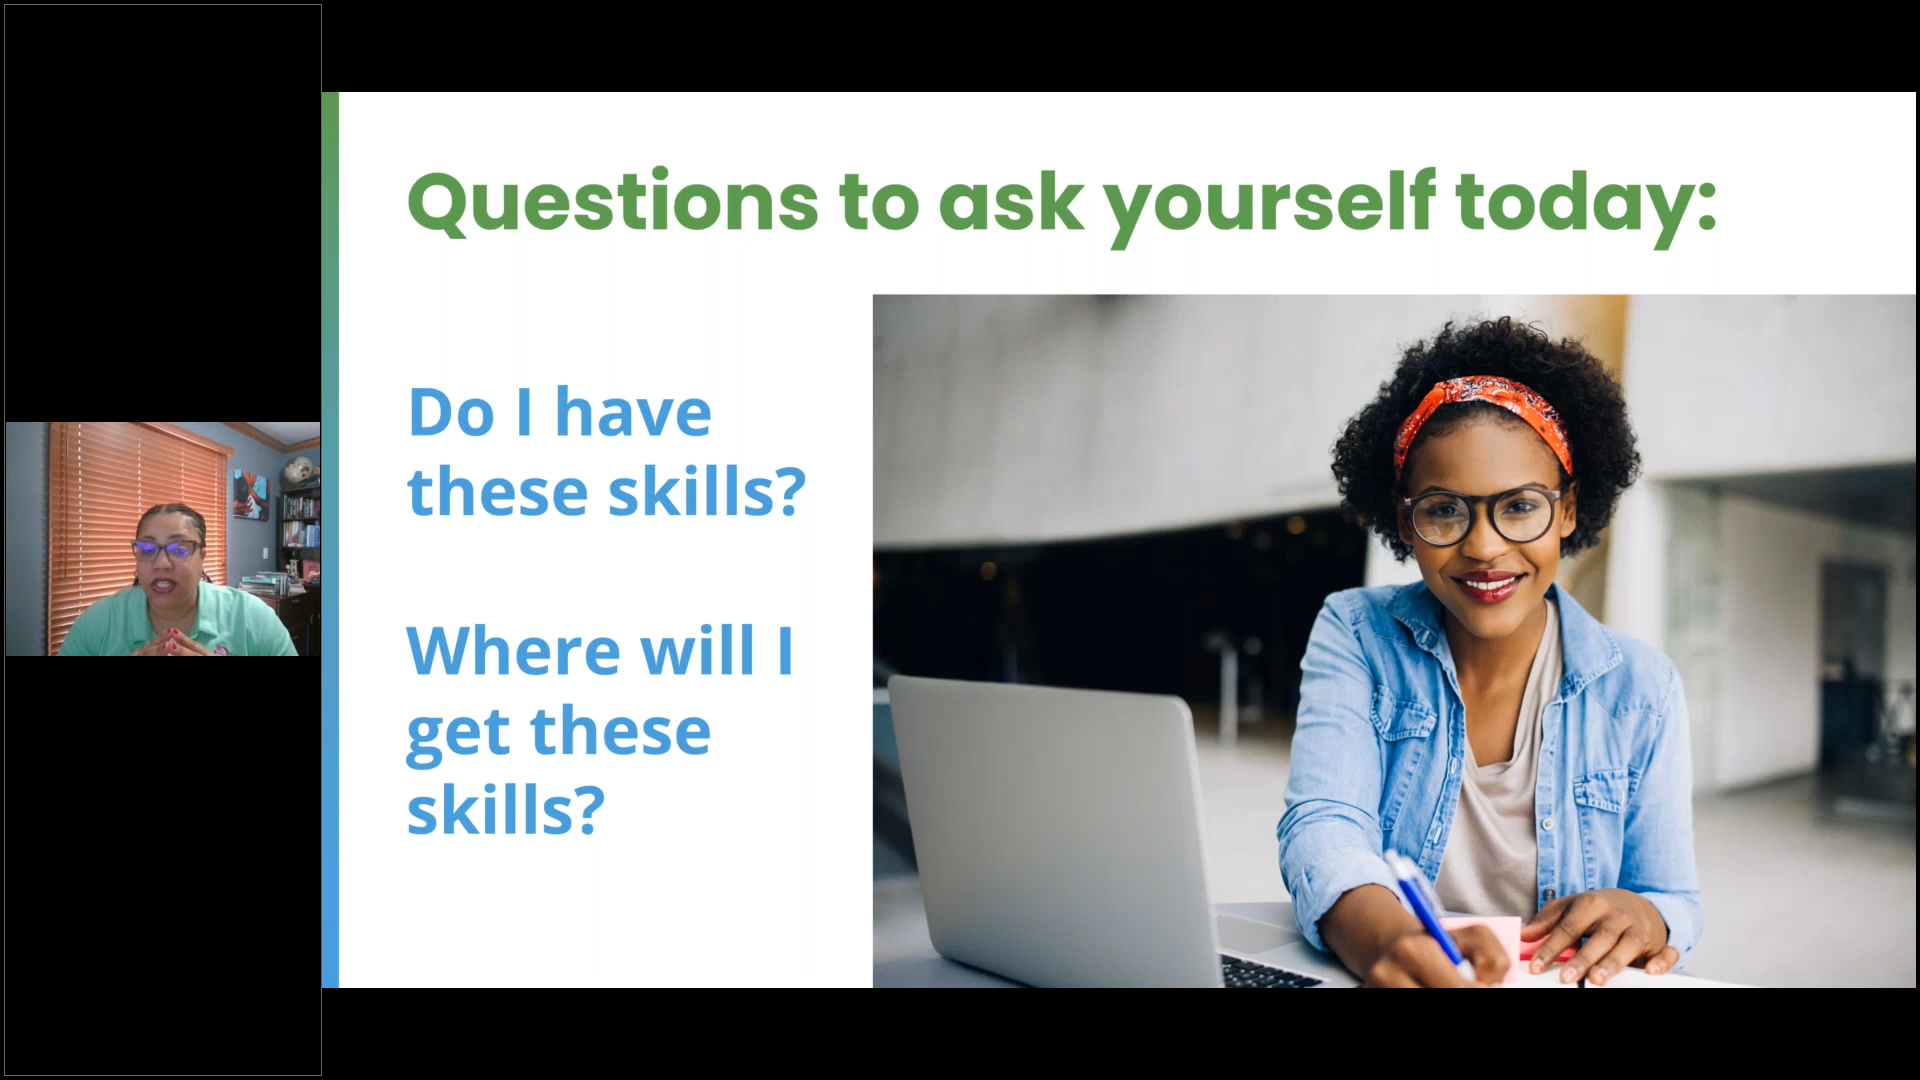 Questions to ask yourself today:
Do I have
these skills?
Where will I
get these
skills?